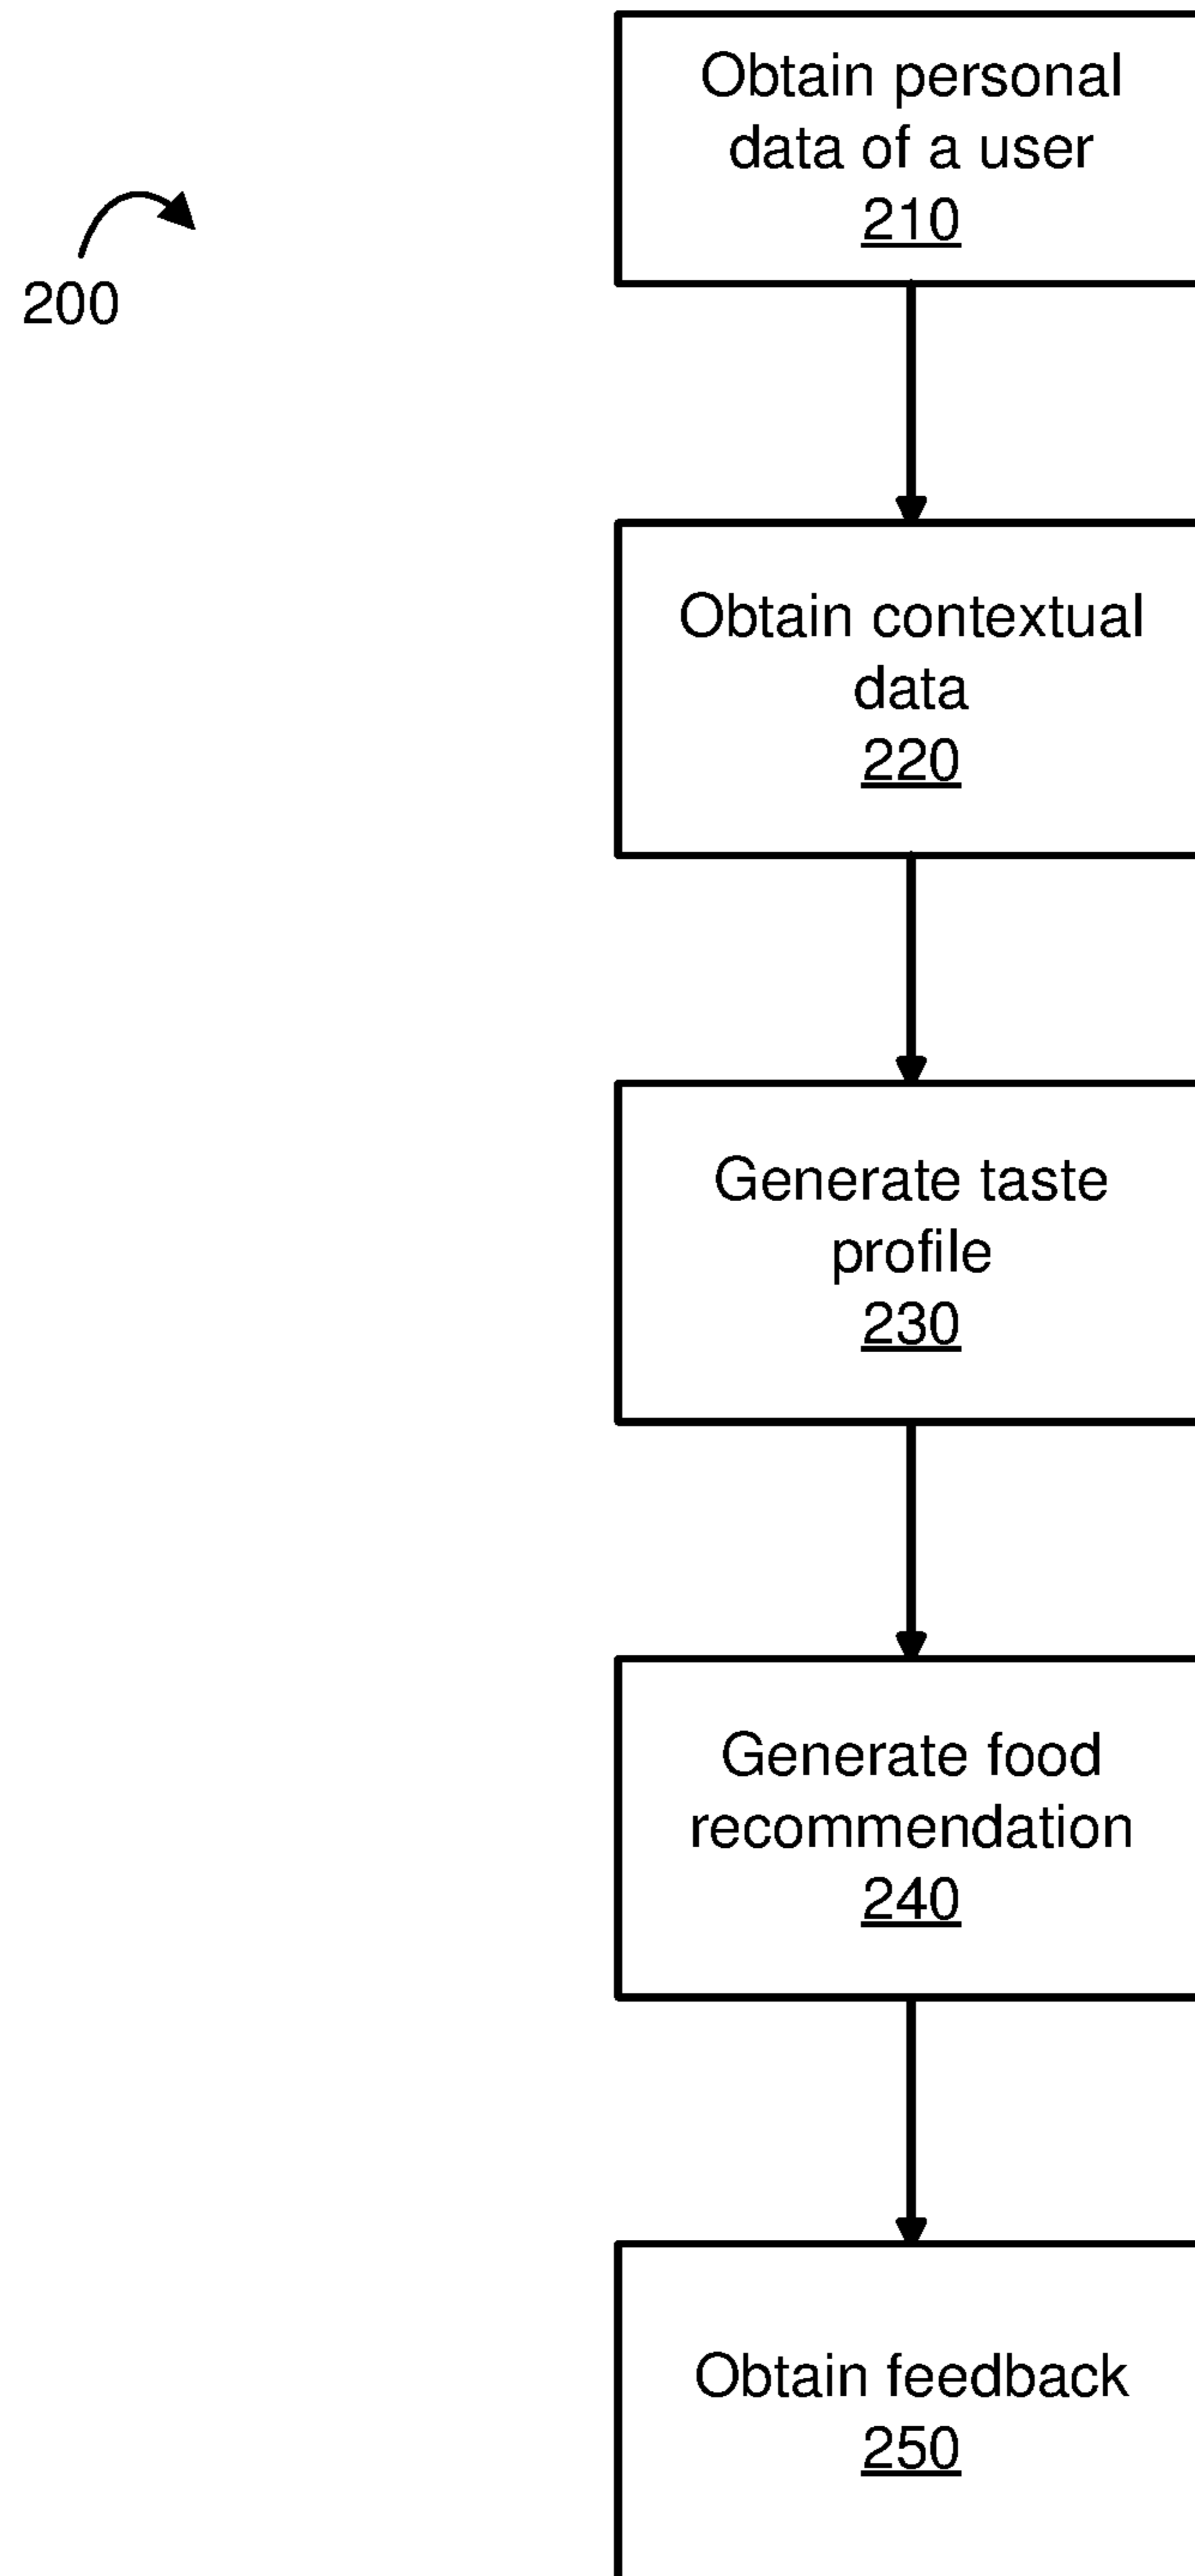 Obtain personal
data of a user
210
200
Obtain contextual
data
220
Generate taste
profile
230
Generate food
recommendation
240
Obtain feedback
250